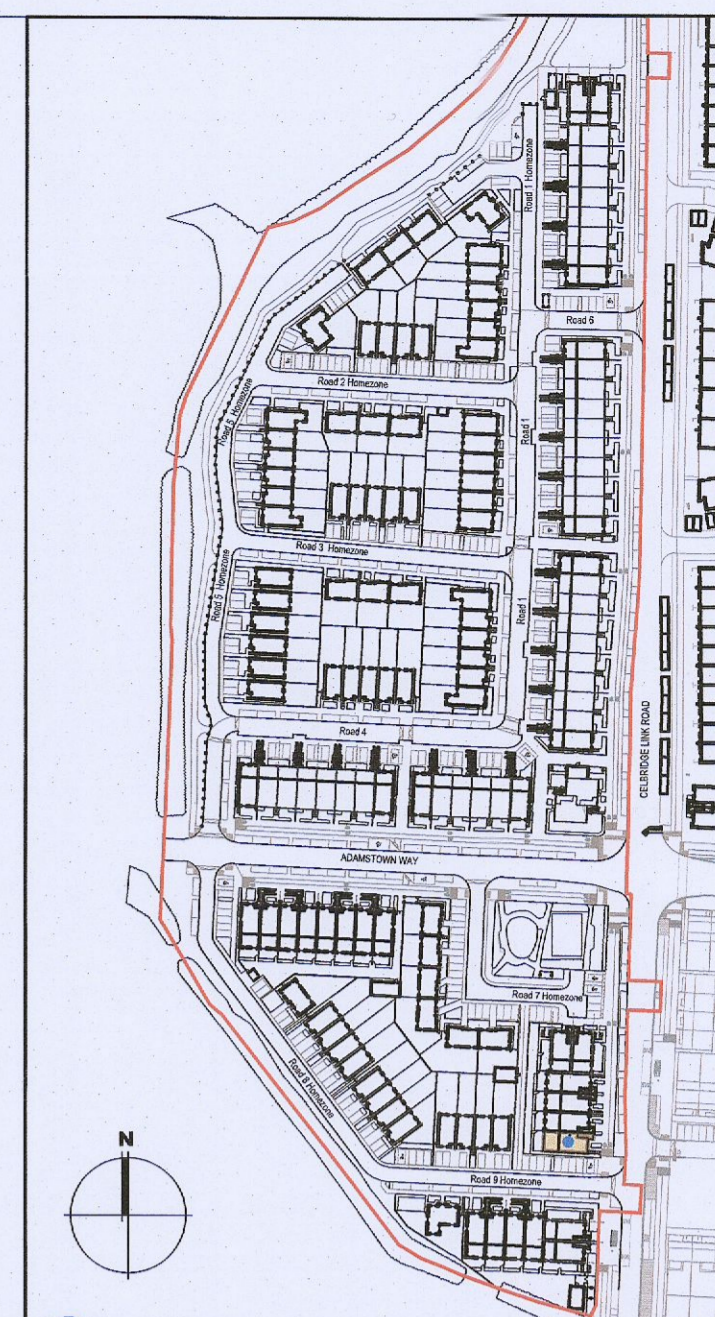 Road 1 Homezone
Road 6
Road 2 Homezone
Road 5 Homezone
Road 1
Road 3 Homezone
Road 5 Homezone
Road 1
Road 4
CELBRIDGE LINK ROAD
ADAMSTOWN WAY
Road 7 Homezone
Road 8 Homezone
N
Road 9 Homezone